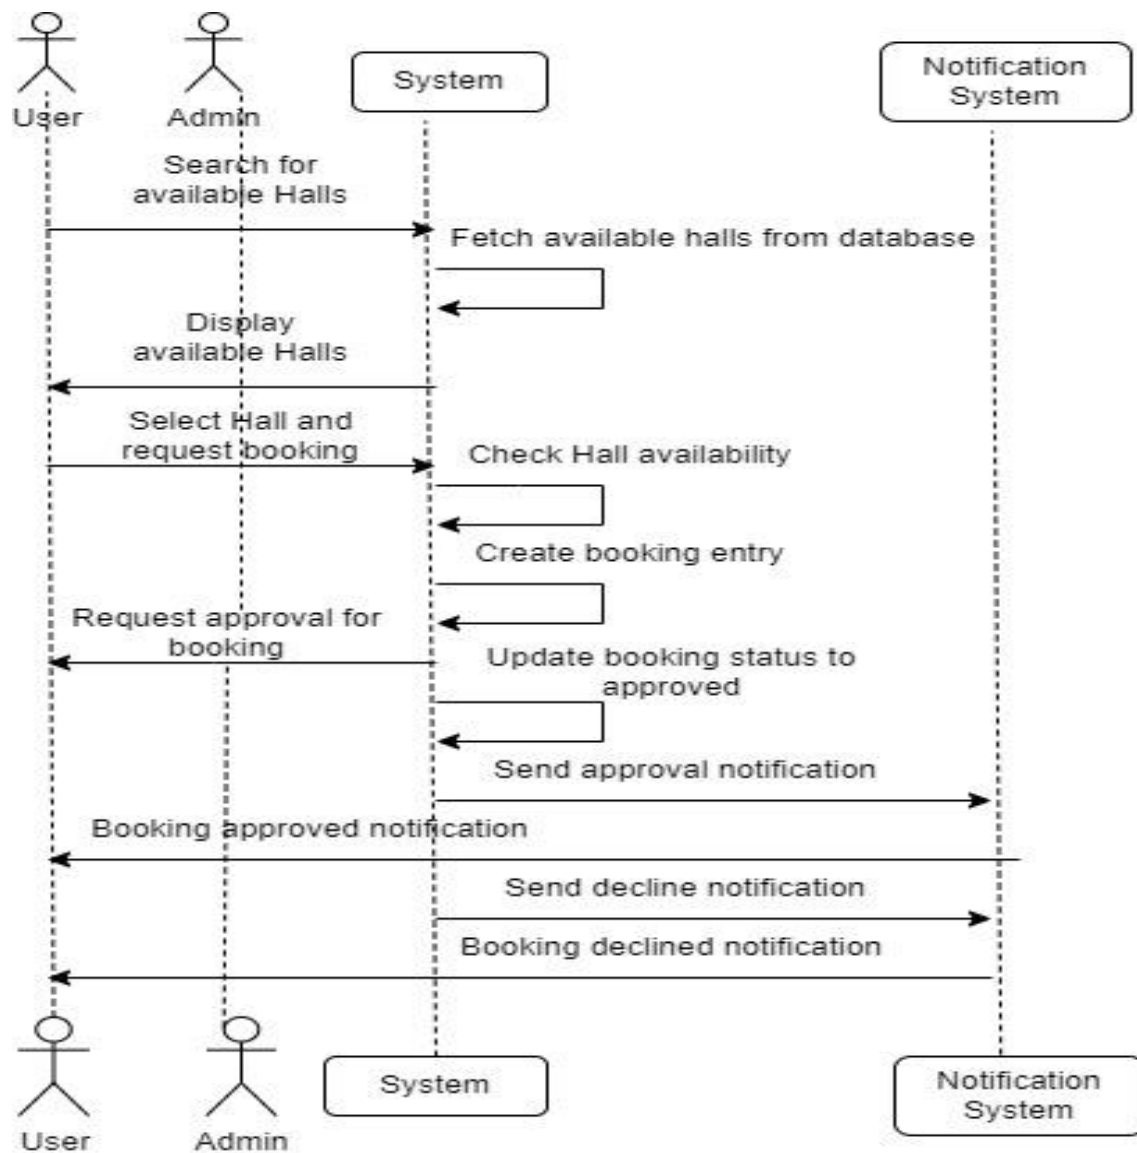 User
Admin
System
Notification
System
Search for
available Halls
Fetch available halls from database
Display
available Halls
Select Hall and
request booking
Check Hall availability
Create booking entry
Request approval for
booking
Update booking status to
approved
Send approval notification
Booking approved notification
Send decline notification
Booking declined notification
User
Admin
System
Notification
System